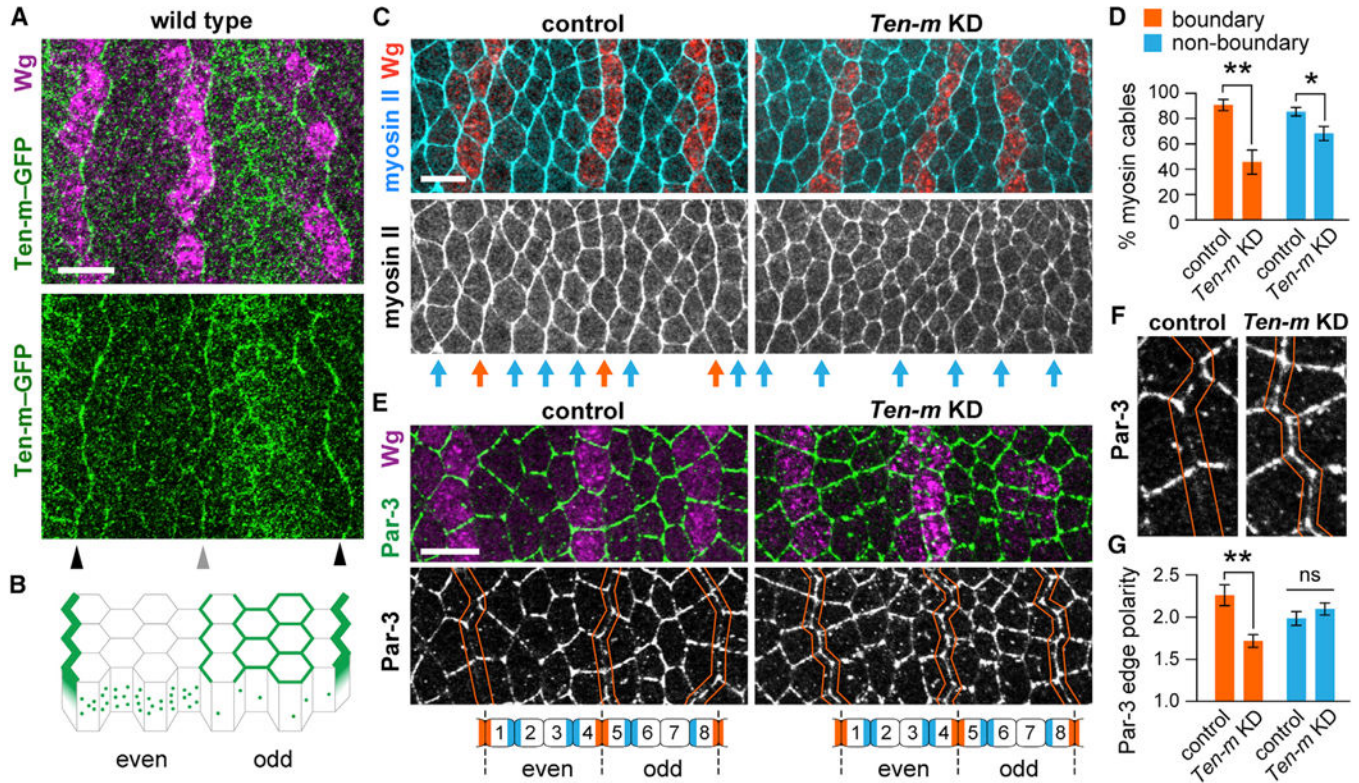 A
wild type
Wg
Ten-m–GFP
Ten-m–GFP
B
even
odd
C
control
Ten-m KD
myosin II Wg
myosin II
D
boundary
non-boundary
% myosin cables
100
80
60
40
20
0
**
*
control
Ten-m KD
control
Ten-m KD
E
control
Ten-m KD
Wg
Par-3
Par-3
1 2 3 4 5 6 7 8
even
odd
1 2 3 4 5 6 7 8
even
odd
F
control
Ten-m KD
Par-3
G
Par-3 edge polarity
2.5
2.0
1.5
1.0
**
ns
control
Ten-m KD
control
Ten-m KD